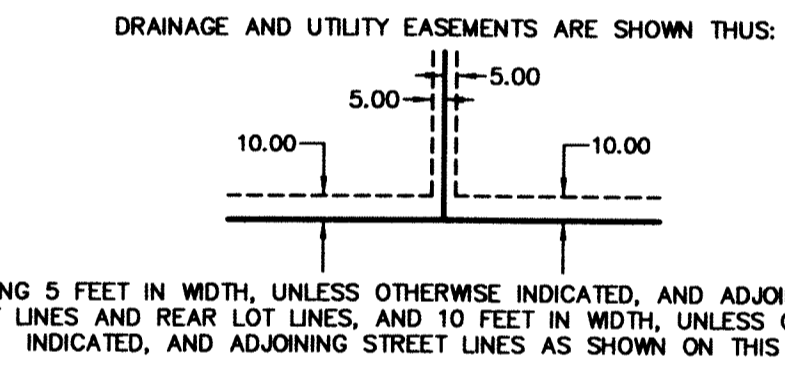 DRAINAGE AND UTILITY EASEMENTS ARE SHOWN THUS:
5.00
5.00
10.00
10.00
5 FEET IN WIDTH, UNLESS OTHERWISE INDICATED, AND
LINES AND REAR LOT LINES, AND 10 FEET IN WIDTH, UNLESS
INDICATED, AND ADJOINING STREET LINES AS SHOWN ON THIS